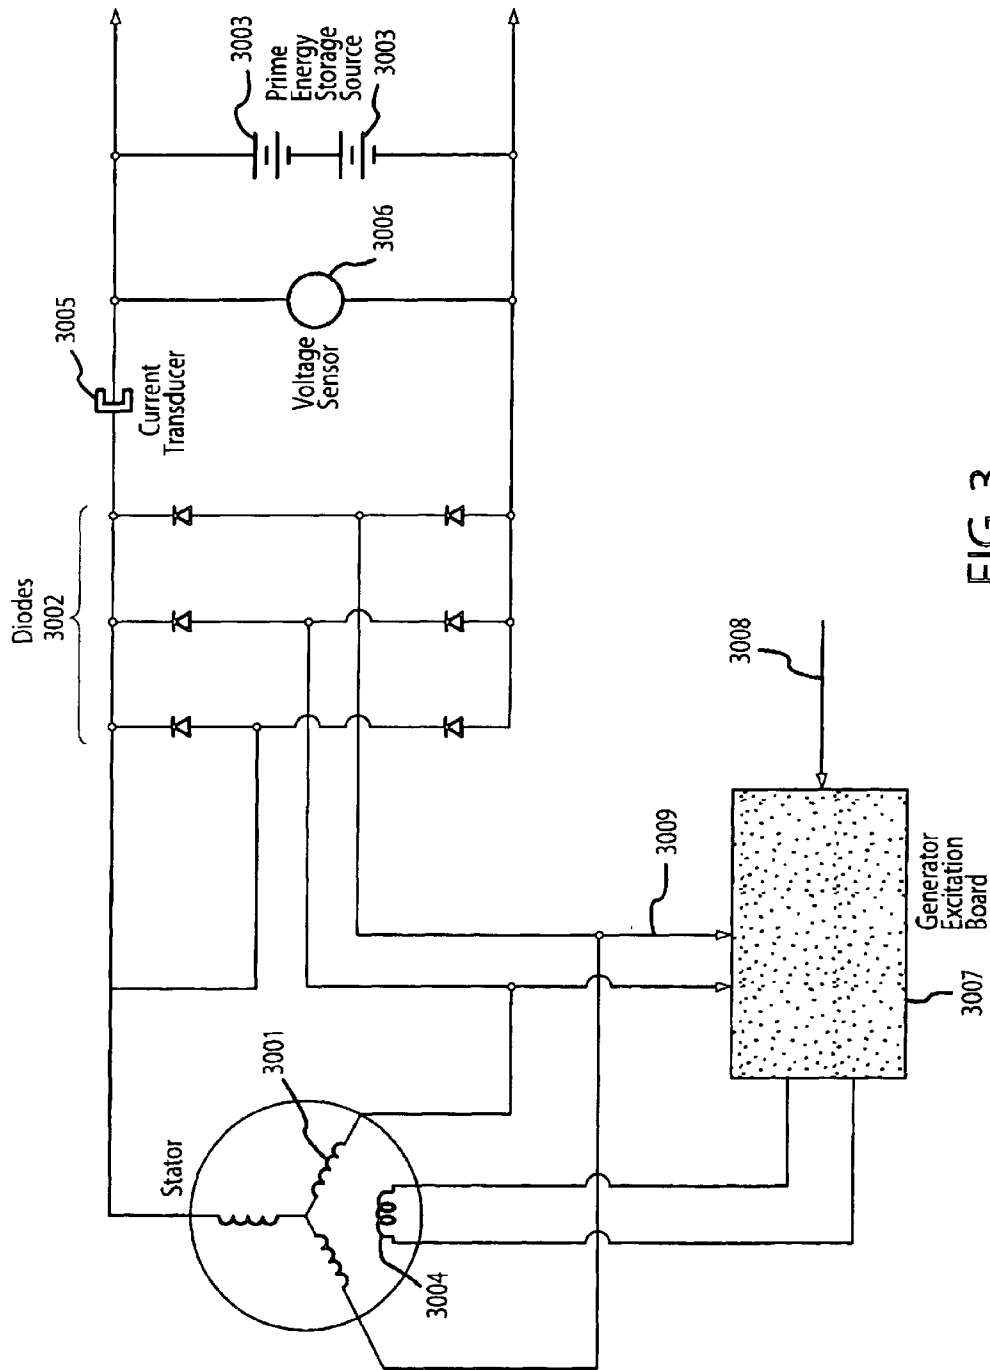 Diodes
3002
3005
Current
Transducer
Voltage
Sensor
3006
3003
Prime
Energy
Storage
Source
3003
Stator
3001
3004
3009
3008
Generator
Excitation
Board
3007
FIG. 3